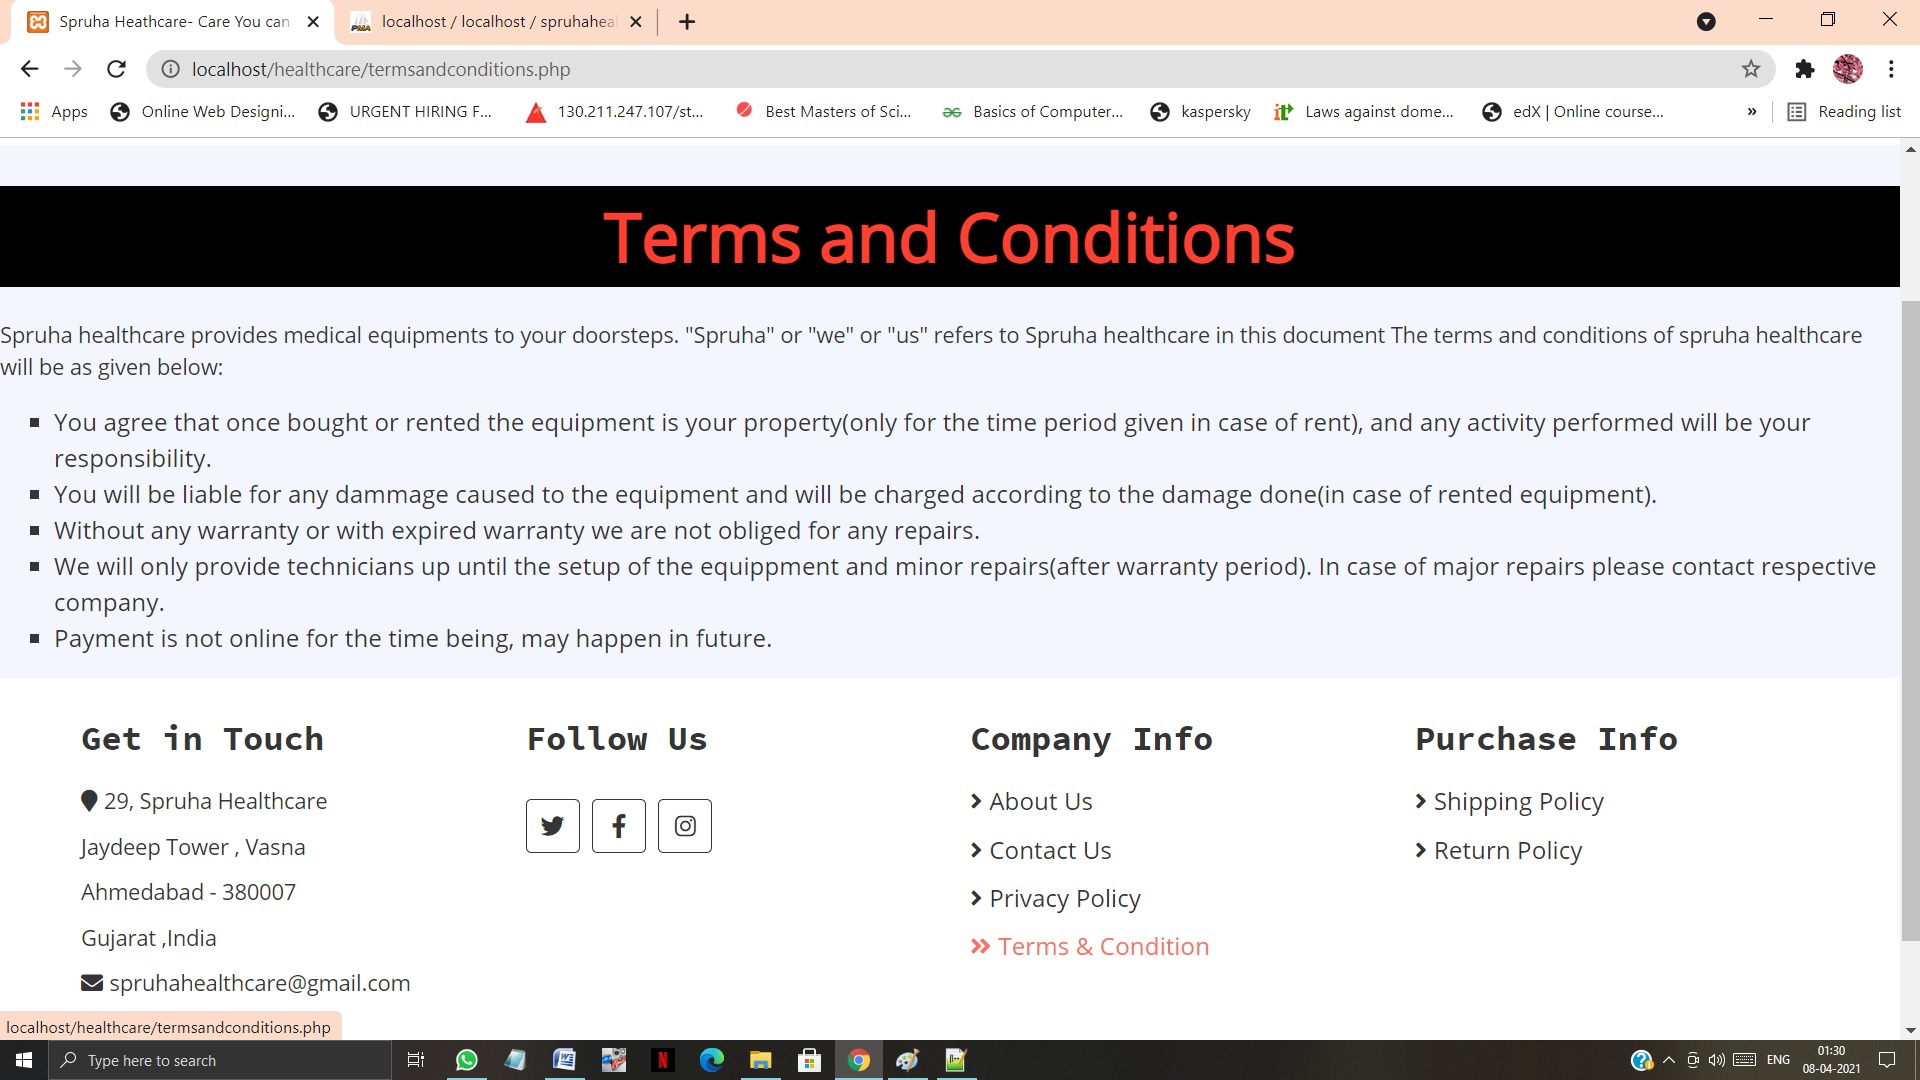 Spruha Heathcare- Care You can
localhost / localhost / spruhaheal
localhost/healthcare/termsandconditions.php
Apps
Online Web Designi...
URGENT HIRING F...
130.211.247.107/st...
Best Masters of Sci...
Basics of Computer...
kaspersky
Laws against dome...
edX | Online course...
»
Reading list
Terms and Conditions
Spruha healthcare provides medical equipments to your doorsteps. "Spruha" or "we" or "us" refers to Spruha healthcare in this document The terms and conditions of spruha healthcare
will be as given below:
You agree that once bought or rented the equipment is your property(only for the time period given in case of rent), and any activity performed will be your
responsibility.
You will be liable for any dammage caused to the equipment and will be charged according to the damage done(in case of rented equipment).
Without any warranty or with expired warranty we are not obliged for any repairs.
We will only provide technicians up until the setup of the equippment and minor repairs(after warranty period). In case of major repairs please contact respective
company.
Payment is not online for the time being, may happen in future.
Get in Touch
29, Spruha Healthcare
Jaydeep Tower , Vasna
Ahmedabad - 380007
Gujarat ,India
spruhahealthcare@gmail.com
Follow Us
Company Info
About Us
Contact Us
Privacy Policy
Terms & Condition
Purchase Info
Shipping Policy
Return Policy
localhost/healthcare/termsandconditions.php
Type here to search
ENG
01:30
08-04-2021